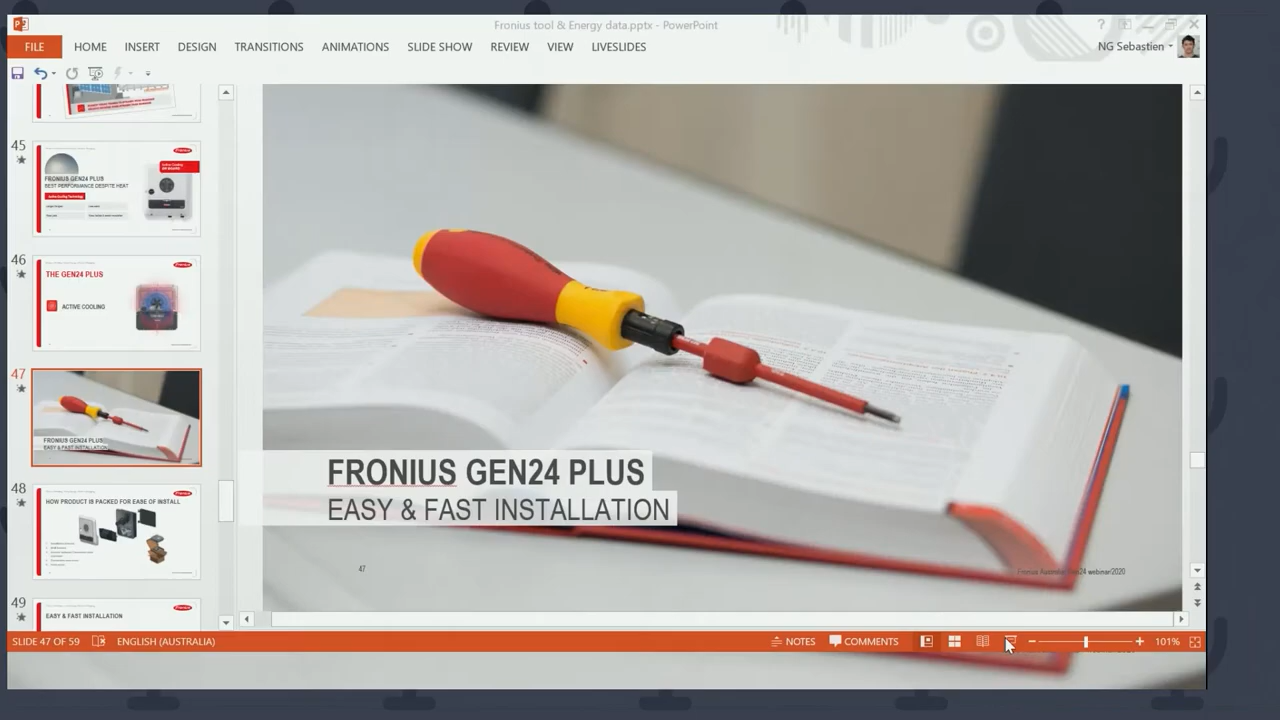 Fronius tool & Energy data.pptx - PowerPoint
FILE HOME INSERT DESIGN TRANSITIONS ANIMATIONS SLIDE SHOW REVIEW VIEW LIVESLIDES
NG Sebastien
45
FRONIUS GEN24 PLUS
BEST PERFORMANCE DESPITE HEAT
46
THE GEN24 PLUS
ACTIVE COOLING
47
FRONIUS GEN24 PLUS
EASY & FAST INSTALLATION
48
HOW PRODUCT IS PACKED FOR EASE OF INSTALL
49
EASY & FAST INSTALLATION
FRONIUS GEN24 PLUS
EASY & FAST INSTALLATION
47
SLIDE 47 OF 59 ENGLISH (AUSTRALIA) NOTES COMMENTS 101%